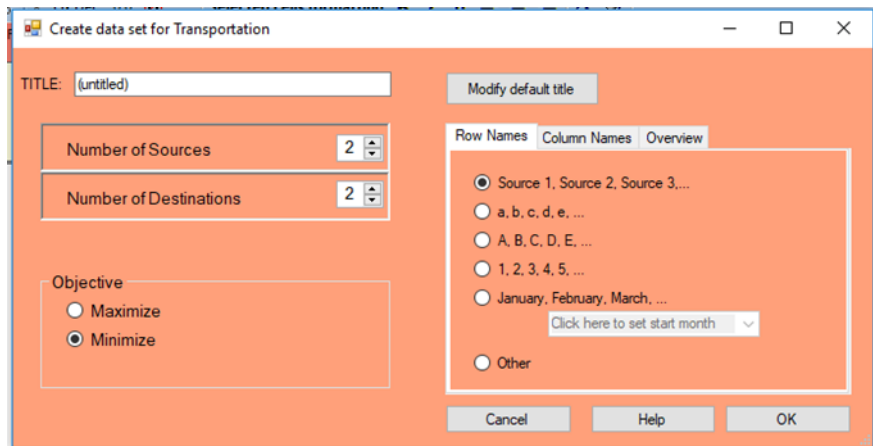 Create data set for Transportation
TITLE: (untitled)
Modify default title
Number of Sources 2
Number of Destinations 2
Objective
Maximize
Minimize
Row Names Column Names Overview
Source 1, Source 2, Source 3,...
a, b, c, d, e, ...
A, B, C, D, E, ...
1, 2, 3, 4, 5, ...
January, February, March, ...
Click here to set start month
Other
Cancel Help OK